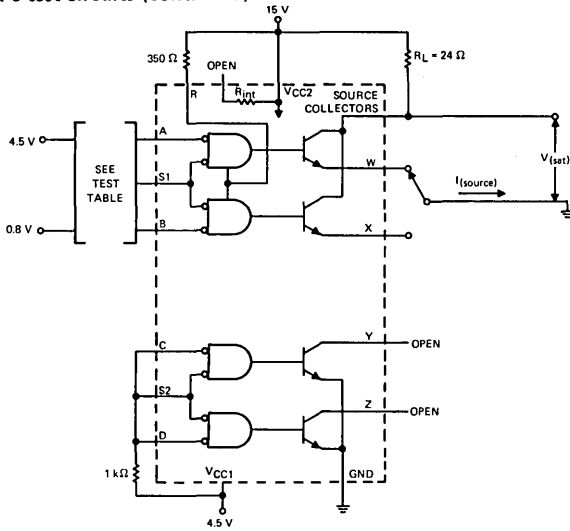 15 V
350 Ω
OPEN
R_L = 24 Ω
R_int
V_CC2
SOURCE
COLLECTORS
R
4.5 V
A
SEE
TEST
TABLE
S1
W
I_(source)
V_(sat)
0.8 V
B
X
C
Y
OPEN
S2
Z
OPEN
D
1 kΩ
V_CC1
GND
4.5 V